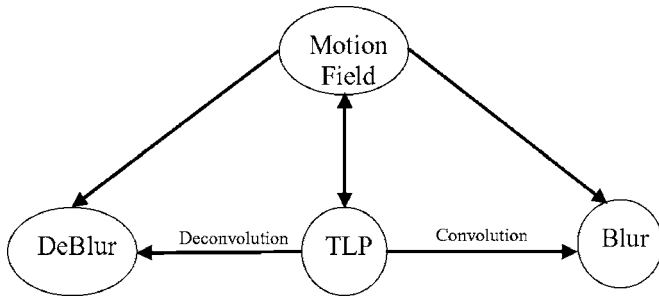 Motion
Field
DeBlur
Deconvolution
TLP
Convolution
Blur